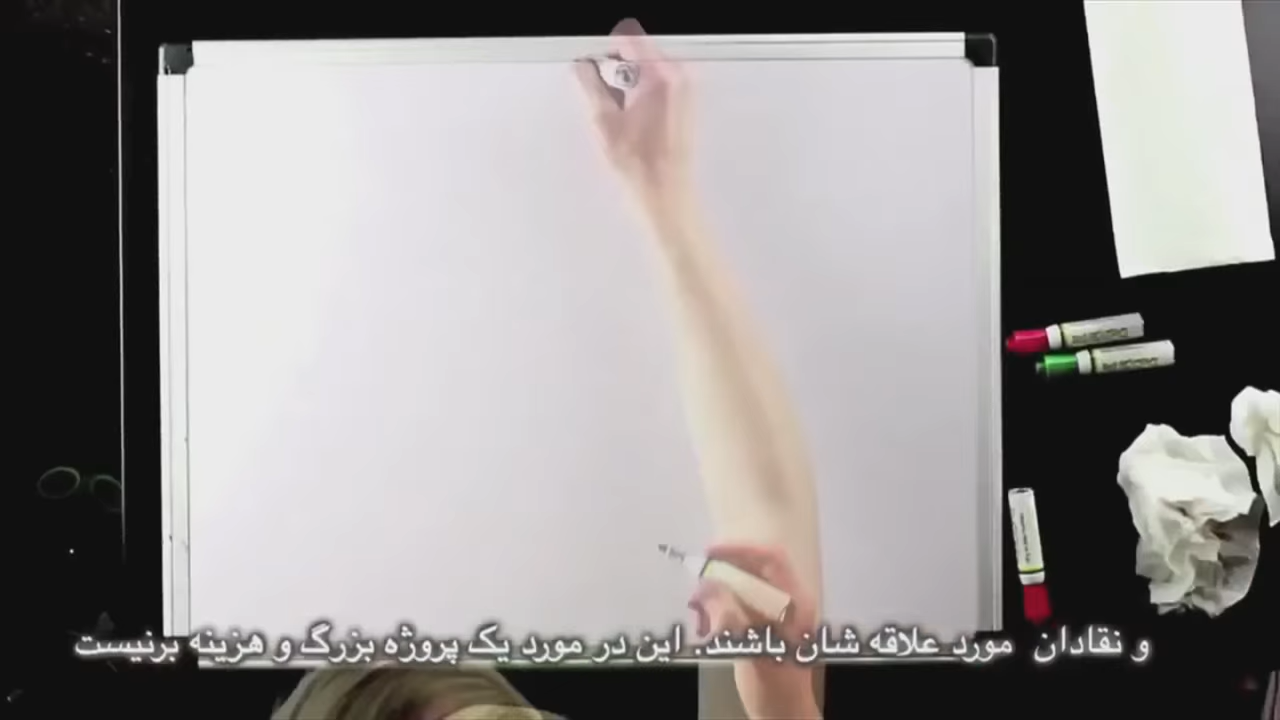 و نقادان مورد علاقه شان باشند. این در مورد یک پروژه بزرگ و هزینه برنیست